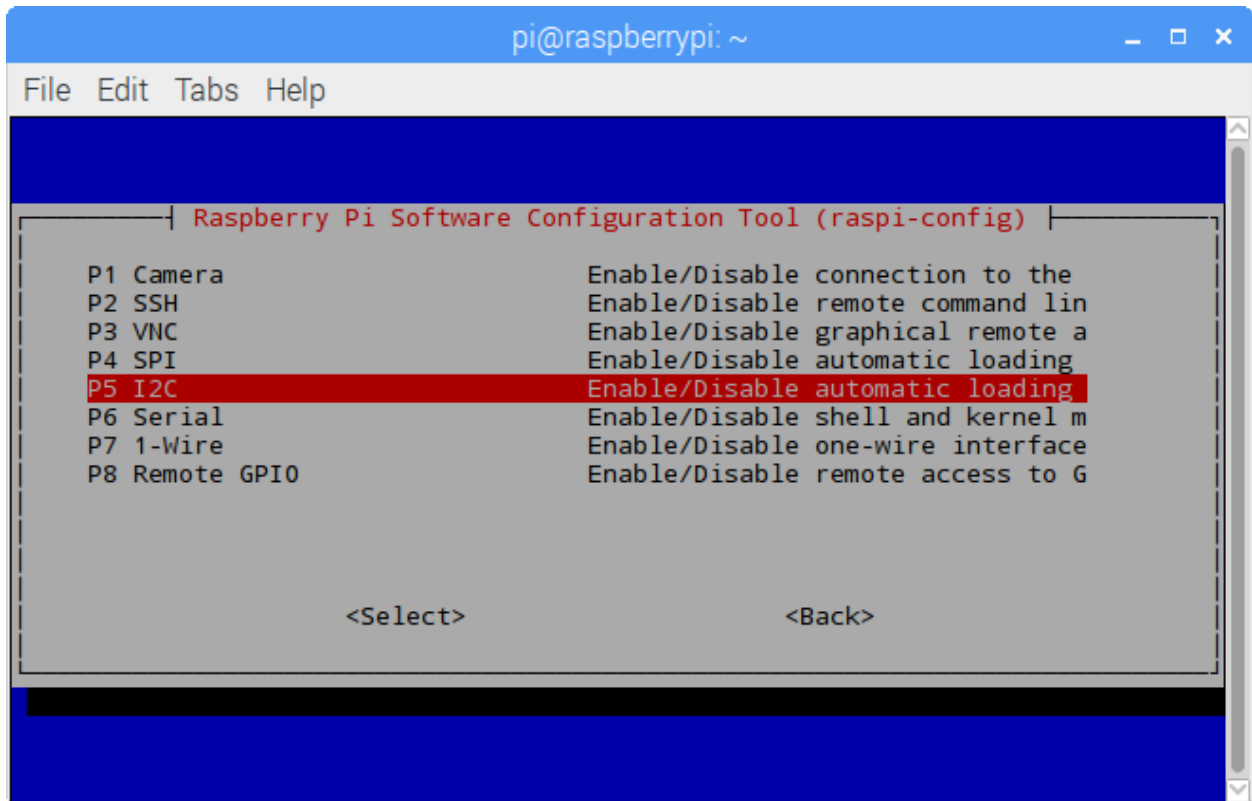 pi@raspberrypi: ~
File Edit Tabs Help
Raspberry Pi Software Configuration Tool (raspi-config)
P1 Camera Enable/Disable connection to the
P2 SSH Enable/Disable remote command lin
P3 VNC Enable/Disable graphical remote a
P4 SPI Enable/Disable automatic loading
P5 I2C Enable/Disable automatic loading
P6 Serial Enable/Disable shell and kernel m
P7 1-Wire Enable/Disable one-wire interface
P8 Remote GPIO Enable/Disable remote access to G
<Select> <Back>